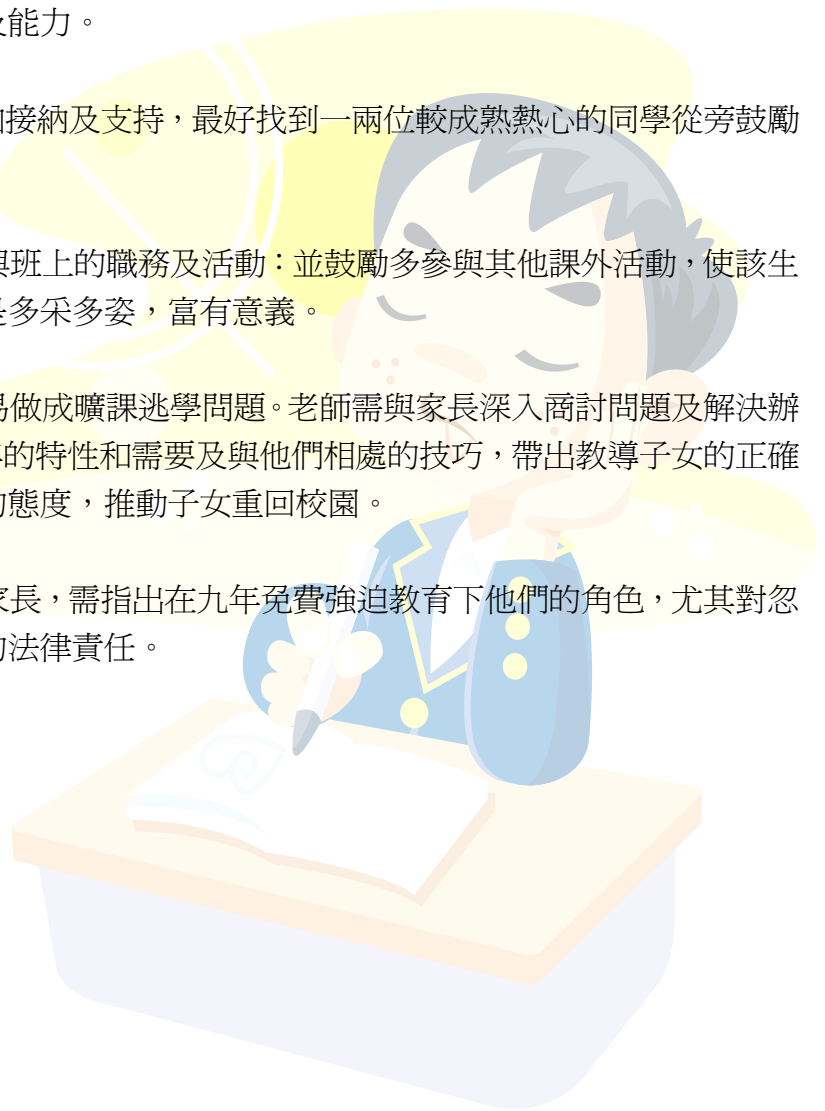 及能力。
加接納及支持，最好找到一兩位較成熟熱心的同學從旁鼓勵
與班上的職務及活動：並鼓勵多參與其他課外活動，使該生
是多采多姿，富有意義。
易做成曠課逃學問題。老師需與家長深入商討問題及解決辦
的特性和需要及與他們相處的技巧，帶出教導子女的正確
的態度，推動子女重回校園。
家長，需指出在九年免費強迫教育下他們的角色，尤其對忽
的法律責任。